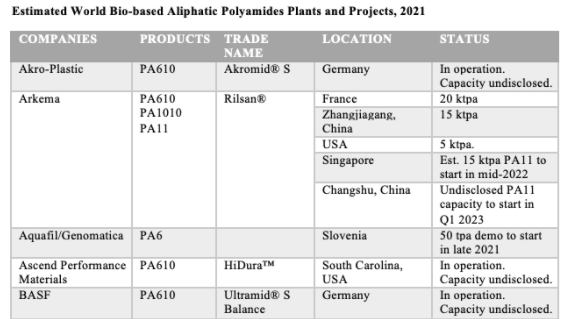 Estimated World Bio-based Aliphatic Polyamides Plants and Projects, 2021
COMPANIES PRODUCTS TRADE NAME LOCATION STATUS
Akro-Plastic PA610 Akromid® S Germany In operation.
Capacity undisclosed.
Arkema PA610 Rilsan® France 20 ktpa
PA1010 Zhangjiagang, 15 ktpa
PA11 China
USA 5 ktpa.
Singapore Est. 15 ktpa PA11 to
start in mid-2022
Changshu, China Undisclosed PA11
capacity to start in
Q1 2023
Aquafil/Genomatica PA6 Slovenia 50 tpa demo to start
in late 2021
Ascend Performance PA610 HiDura™ South Carolina, In operation.
Materials USA Capacity undisclosed.
BASF PA610 Ultramid® S Germany In operation.
Balance Capacity undisclosed.